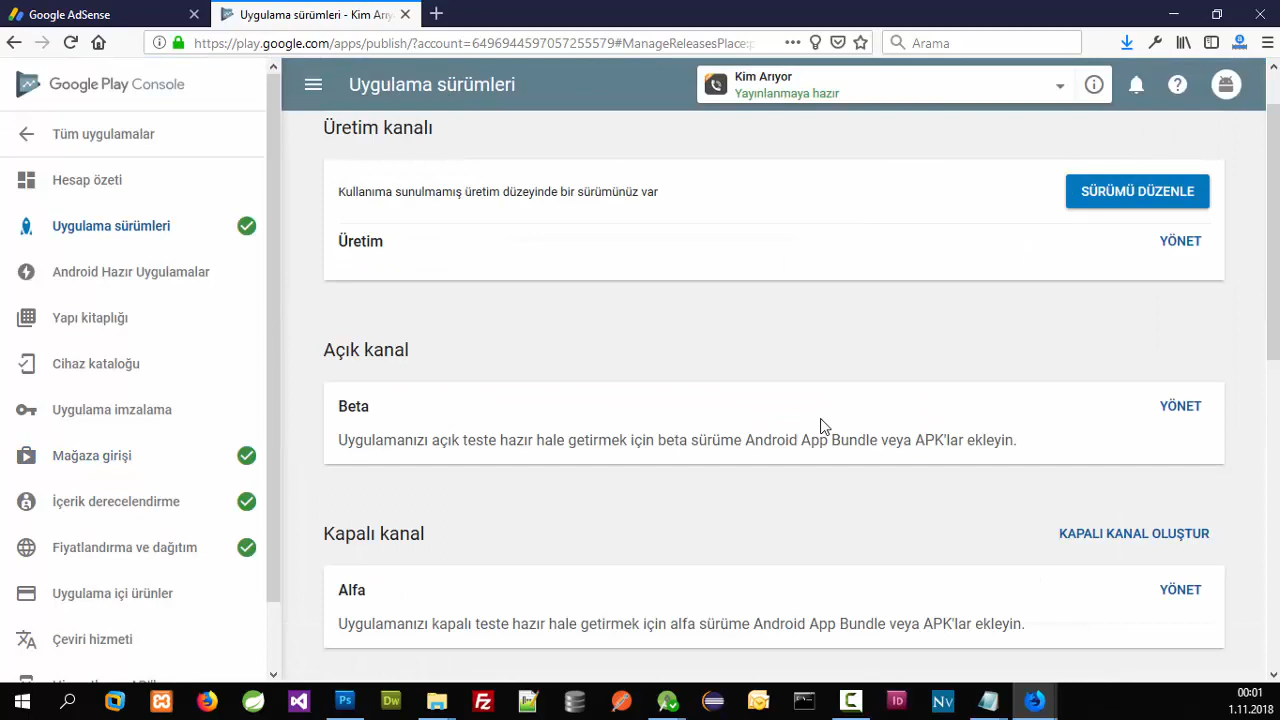 Google AdSense
Uygulama sürümleri - Kim Arıy
https://play.google.com/apps/publish/?account=6496944597057255579#ManageReleasesPlace:p
Arama
Google Play Console
Uygulama sürümleri
Kim Arıyor
Yayınlanmaya hazır
Tüm uygulamalar
Hesap özeti
Uygulama sürümleri
Android Hazır Uygulamalar
Yapı kitaplığı
Cihaz kataloğu
Uygulama imzalama
Mağaza girişi
İçerik derecelendirme
Fiyatlandırma ve dağıtım
Uygulama içi ürünler
Çeviri hizmeti
Üretim kanalı
Kullanıma sunulmamış üretim düzeyinde bir sürümünüz var
SÜRÜMÜ DÜZENLE
Üretim
YÖNET
Açık kanal
Beta
YÖNET
Uygulamanızı açık teste hazır hale getirmek için beta sürüme Android App Bundle veya APK'lar ekleyin.
Kapalı kanal
KAPALI KANAL OLUŞTUR
Alfa
YÖNET
Uygulamanızı kapalı teste hazır hale getirmek için alfa sürüme Android App Bundle veya APK'lar ekleyin.
Ps
Dw
Fz
Id
Nv
00:01
1.11.2018